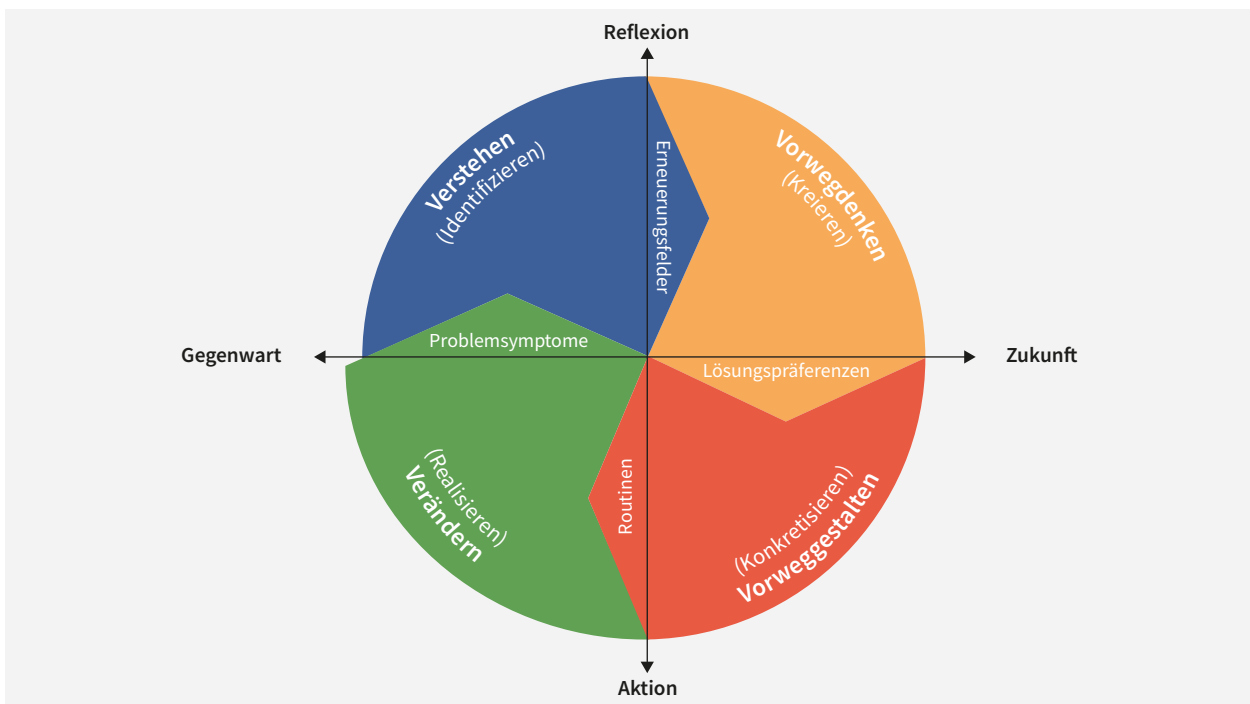 Reflexion
Verstehen
(Identifizieren)
Erneuerungsfelder
Vorwegdenken
(Kreieren)
Gegenwart
Problemsymptome
Lösungspräferenzen
Zukunft
(Realisieren)
Verändern
Routinen
(Konkretisieren)
Vorweggestalten
Aktion